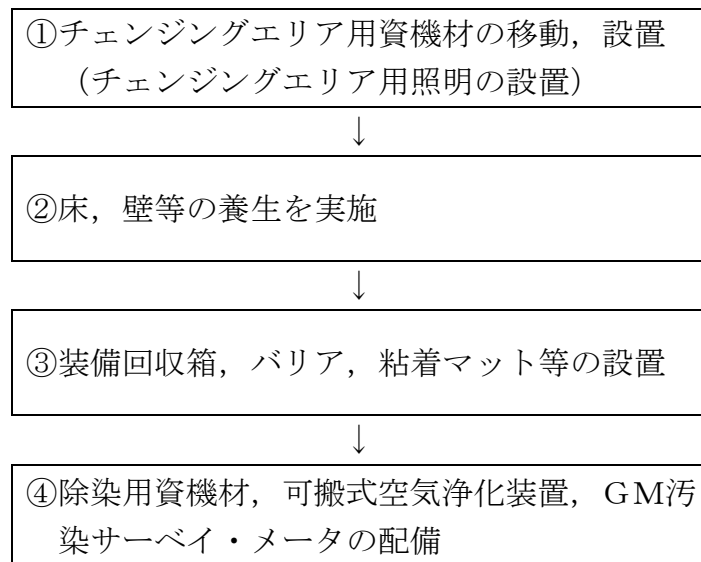 ①チェンジングエリア用資機材の移動，設置
（チェンジングエリア用照明の設置）
↓
②床，壁等の養生を実施
↓
③装備回収箱，バリア，粘着マット等の設置
↓
④除染用資機材，可搬式空気浄化装置，ＧＭ汚
染サーベイ・メータの配備